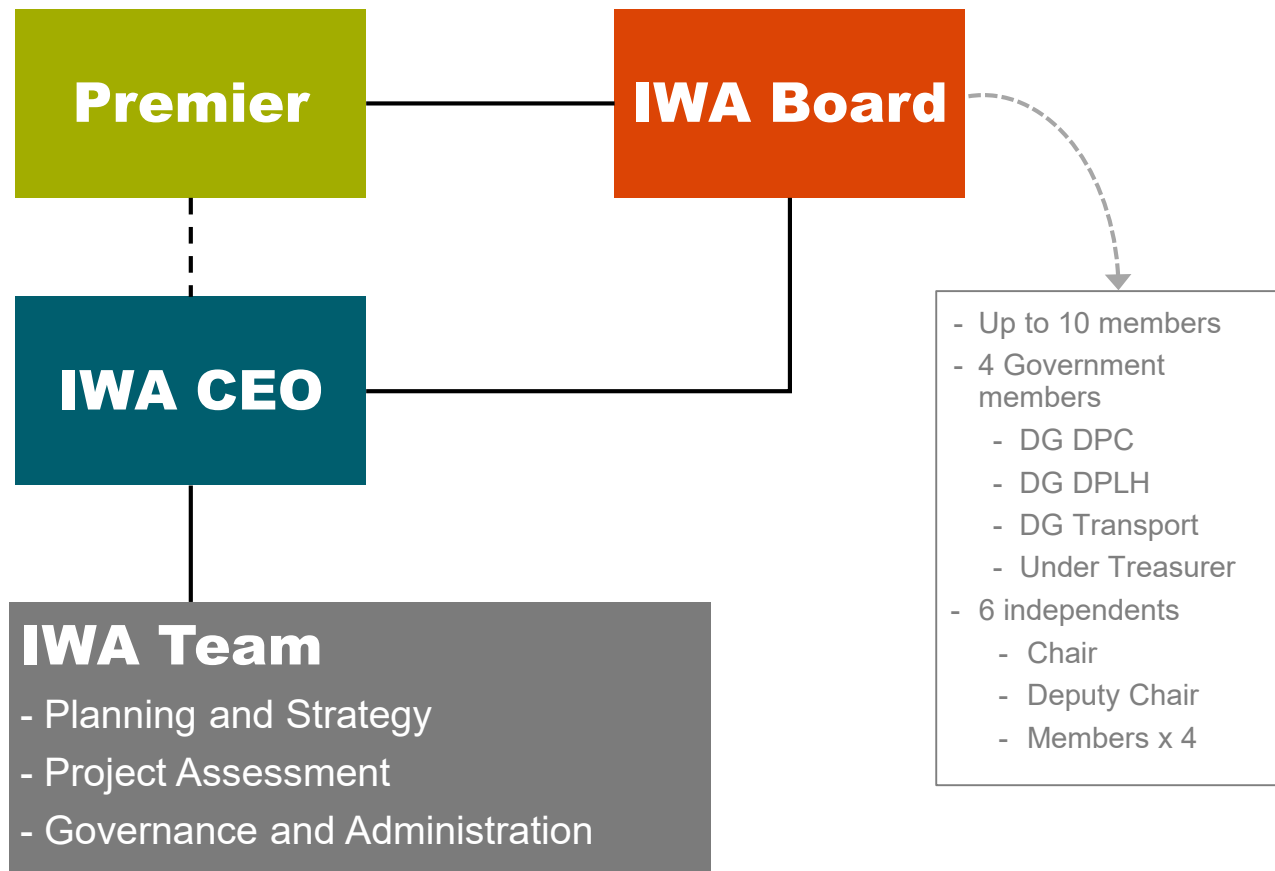 Premier
IWA Board
IWA CEO
IWA Team
- Planning and Strategy
- Project Assessment
- Governance and Administration
- Up to 10 members
- 4 Government
members
- DG DPC
- DG DPLH
- DG Transport
- Under Treasurer
- 6 independents
- Chair
- Deputy Chair
- Members x 4